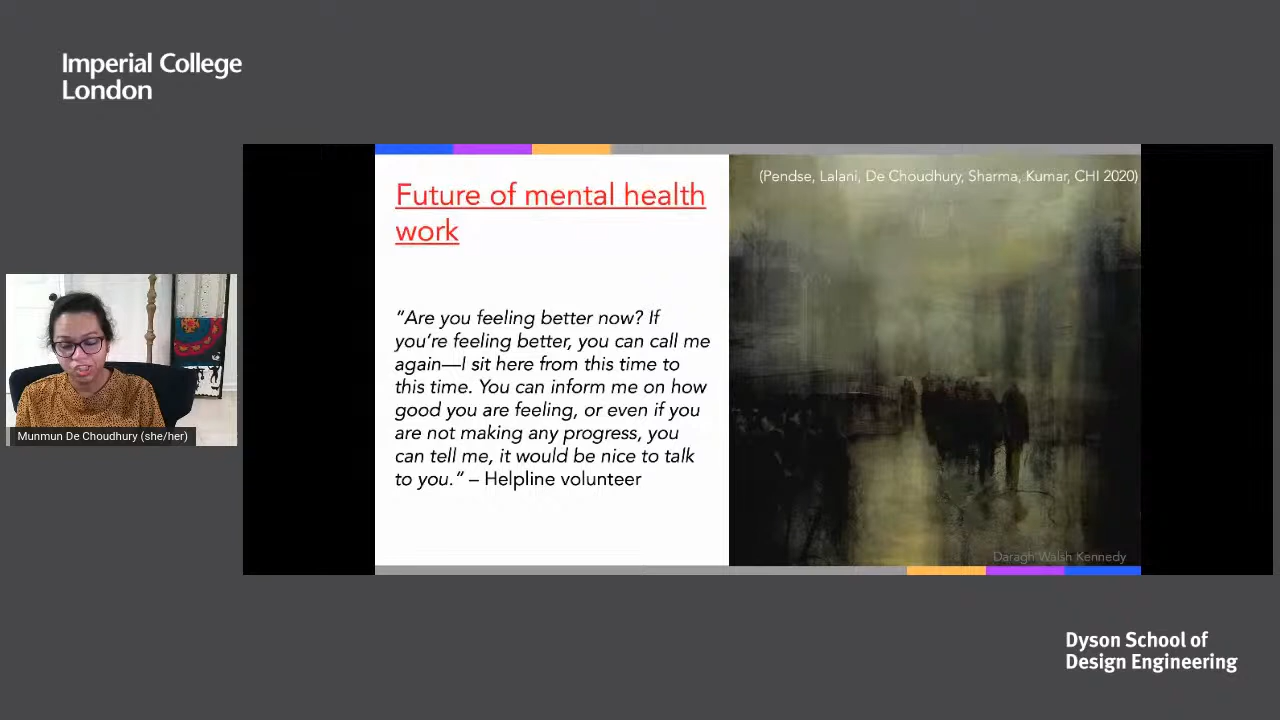 Imperial College
London
Future of mental health
work
(Pendse, Lalani, De Choudhury, Sharma, Kumar, CHI 2020)
“Are you feeling better now? If
you’re feeling better, you can call me
again—I sit here from this time to
this time. You can inform me on how
good you are feeling, or even if you
are not making any progress, you
can tell me, it would be nice to talk
to you.” – Helpline volunteer
Daragh Walsh Kennedy
Munmun De Choudhury (she/her)
Dyson School of
Design Engineering